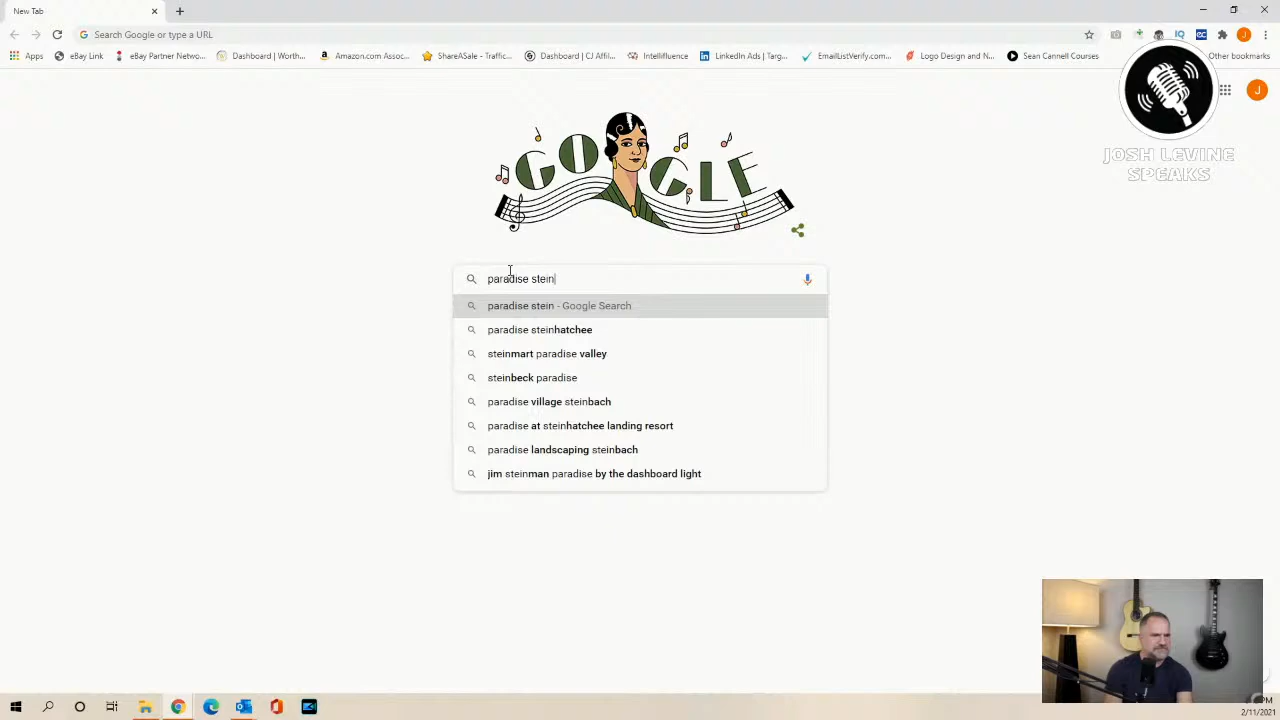 New Tab
Search Google or type a URL
Apps
eBay Link
eBay Partner Netwo...
Dashboard | Worth...
Amazon.com Assoc...
ShareASale - Traffic...
Dashboard | CJ Affil...
Intellifluence
LinkedIn Ads | Targ...
EmailListVerify.com...
Logo Design and N...
Sean Cannell Courses
Other bookmarks
J
J
JOSH LEVINE
SPEAKS
GOOGLE
paradise stein
paradise stein - Google Search
paradise steinhatchee
steinmart paradise valley
steinbeck paradise
paradise village steinbach
paradise at steinhatchee landing resort
paradise landscaping steinbach
jim steinman paradise by the dashboard light
PM
2/11/2021